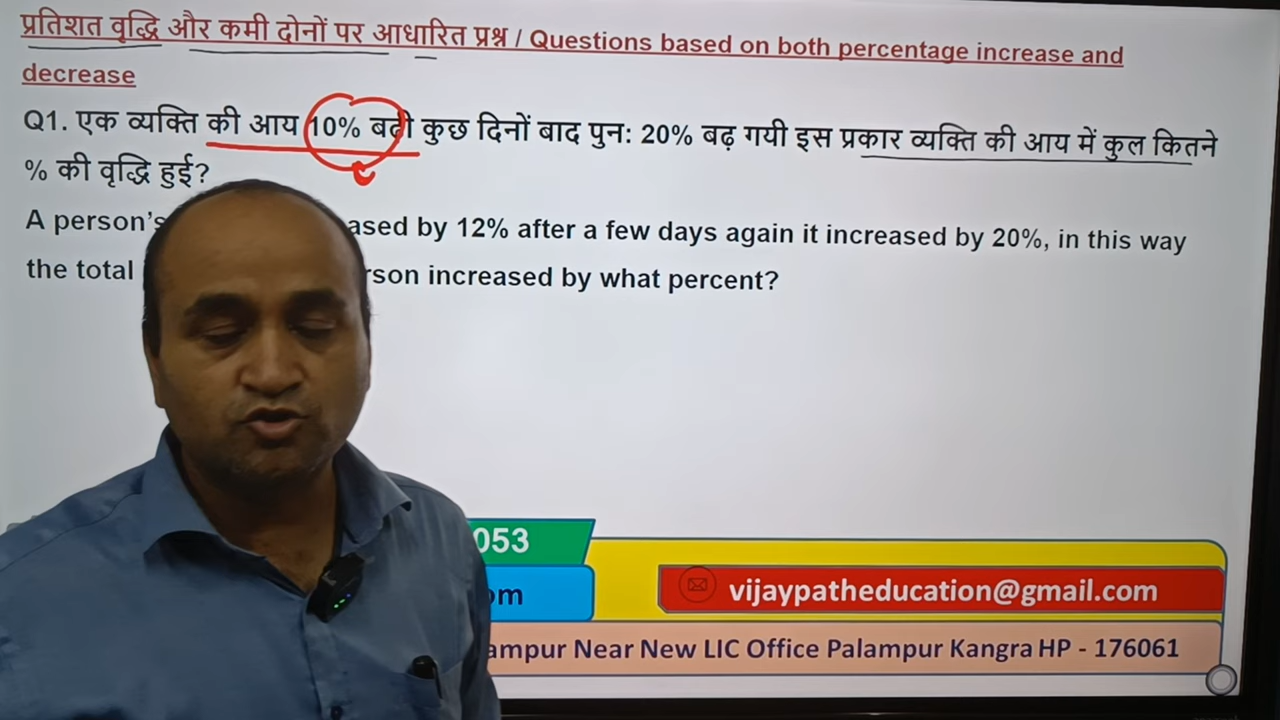 प्रतिशत वृद्धि और कमी दोनों पर आधारित प्रश्न / Questions based on both percentage increase and
decrease
Q1. एक व्यक्ति की आय 10% बढ़ी कुछ दिनों बाद पुन: 20% बढ़ गयी इस प्रकार व्यक्ति की आय में कुल कितने
% की वृद्धि हुई?
A person's ased by 12% after a few days again it increased by 20%, in this way
the total rson increased by what percent?
053
om
vijaypatheducation@gmail.com
ampur Near New LIC Office Palampur Kangra HP - 176061